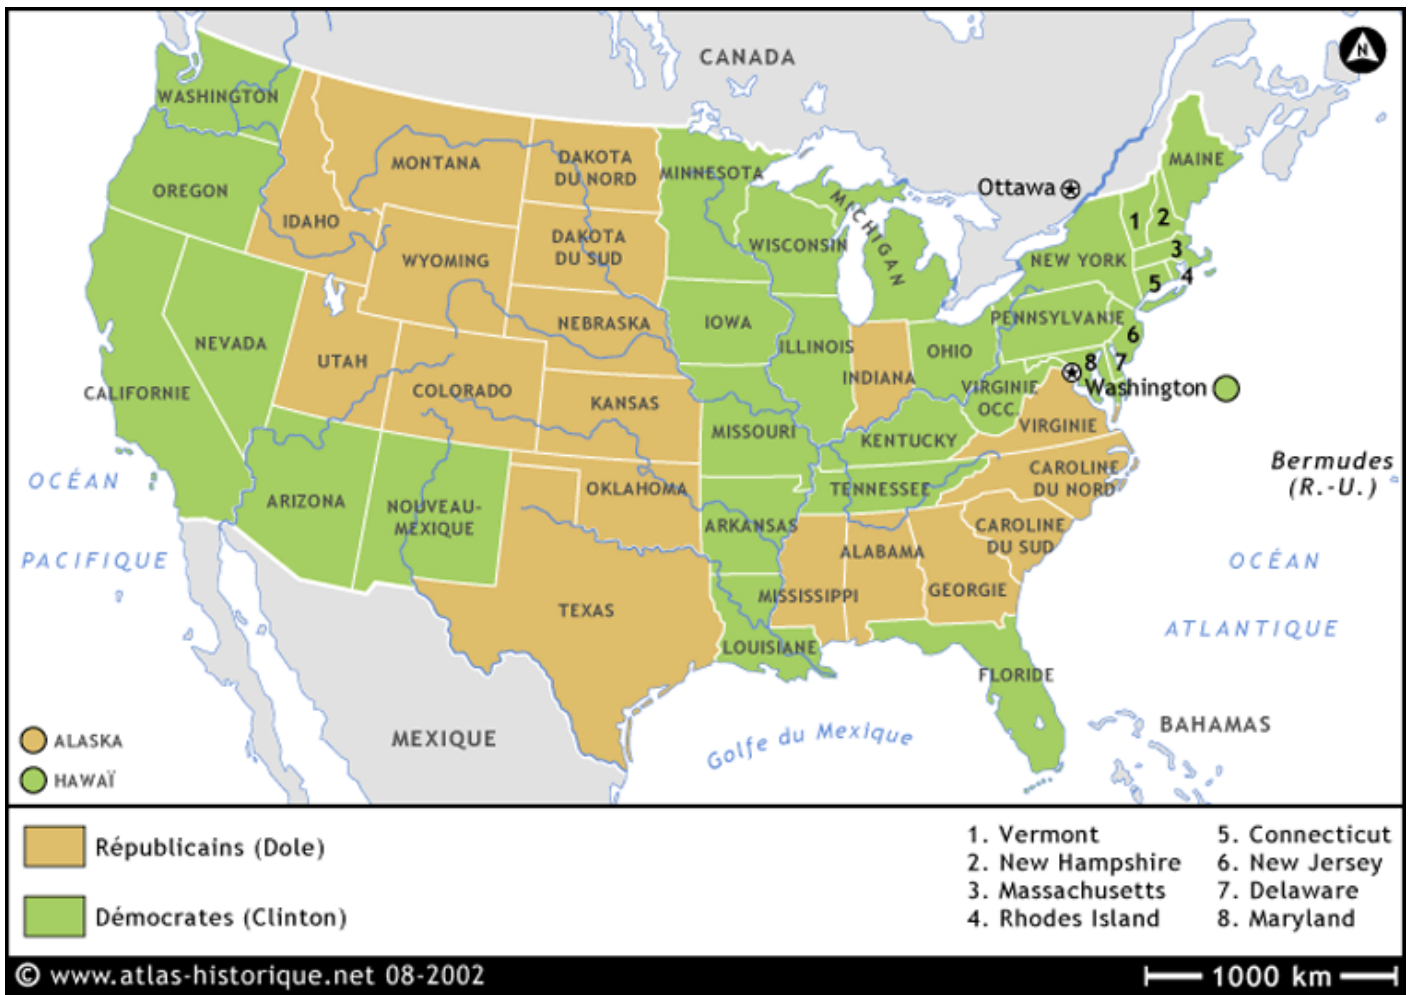 CANADA
N
WASHINGTON
MONTANA
DAKOTA
DU NORD
MINNESOTA
MAINE
OREGON
Ottawa
IDAHO
MICHIGAN
1
2
DAKOTA
DU SUD
WISCONSIN
3
WYOMING
NEW YORK
4
5
NEBRASKA
IOWA
PENNSYLVANIE
6
NEVADA
ILLINOIS
OHIO
UTAH
8
7
COLORADO
INDIANA
VIRGINIE
OCC.
Washington
CALIFORNIE
KANSAS
MISSOURI
KENTUCKY
VIRGINIE
OCÉAN
PACIFIQUE
ARIZONA
NOUVEAU-
MEXIQUE
OKLAHOMA
TENNESSEE
CAROLINE
DU NORD
Bermudes
(R.-U.)
ARKANSAS
CAROLINE
DU SUD
ALABAMA
OCÉAN
ATLANTIQUE
MISSISSIPPI
GEORGIE
TEXAS
LOUISIANE
FLORIDE
MEXIQUE
Golfe du Mexique
BAHAMAS
ALASKA
HAWAÏ
Républicains (Dole)
Démocrates (Clinton)
1. Vermont
2. New Hampshire
3. Massachusetts
4. Rhodes Island
5. Connecticut
6. New Jersey
7. Delaware
8. Maryland
© www.atlas-historique.net 08-2002
1000 km